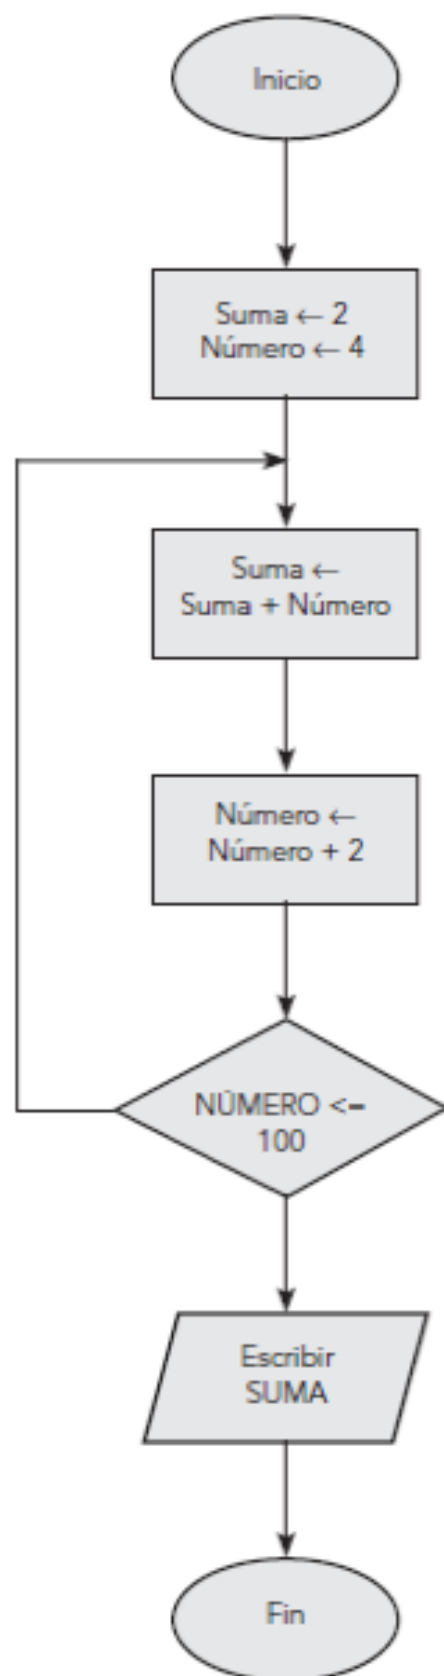 Inicio
Suma ← 2
Número ← 4
Suma ←
Suma + Número
Número ←
Número + 2
NÚMERO <=
100
Escribir
SUMA
Fin